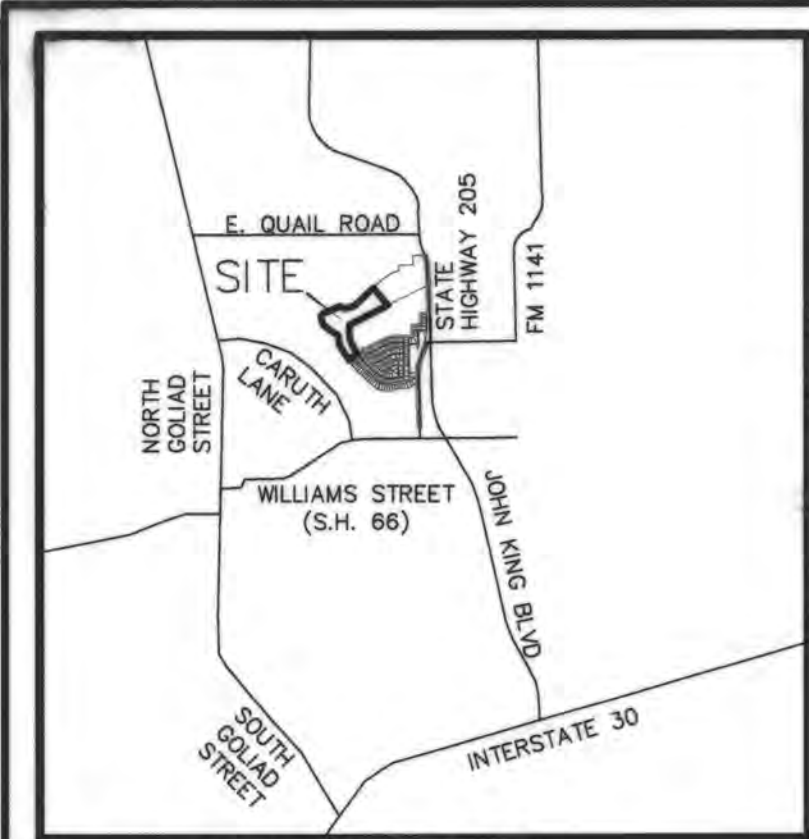 E. QUAIL ROAD
SITE
STATE
HIGHWAY 205
FM 1141
CARUTH
LANE
NORTH
GOLIAD
STREET
WILLIAMS STREET
(S.H. 66)
JOHN KING BLVD
SOUTH
GOLIAD
STREET
INTERSTATE 30